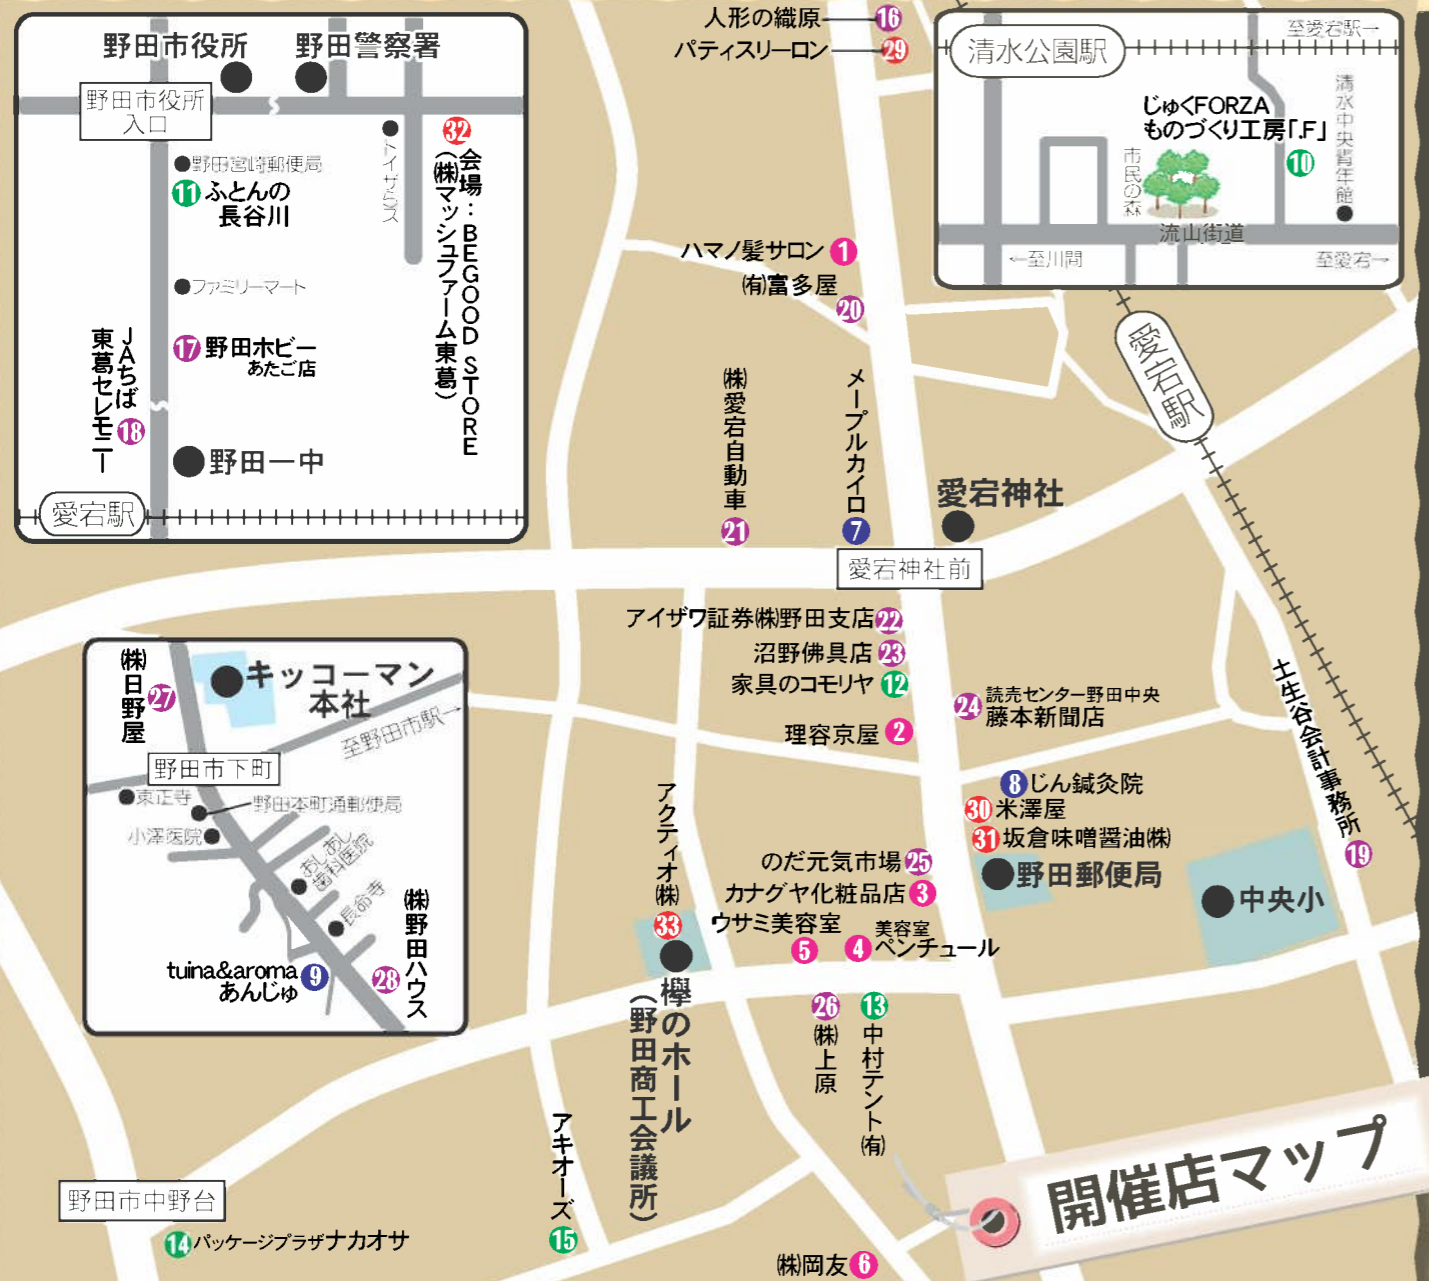 野田市役所
野田警察署
野田市役所
入口
野田宮崎郵便局
11 ふとんの
長谷川
トイザらス
32 会場：BEGOOD STORE
(㈱マッシュファーム東葛)
ファミリーマート
17 野田ホビー
あたご店
JAちば
東葛セレモニー 18
野田一中
愛宕駅
人形の織原 16
パティスリーロン 29
清水公園駅
至愛宕駅→
じゅくFORZA
ものづくり工房「.F」
10
清水中央青年館
市民の森
流山街道
←至川間
至愛宕→
ハマノ髪サロン 1
㈲富多屋
20
愛宕駅
㈱愛宕自動車
21
メープルカイロ
7
愛宕神社
愛宕神社前
アイザワ証券㈱野田支店 22
沼野佛具店 23
家具のコモリヤ 12
理容京屋 2
24 読売センター野田中央
藤本新聞店
土生谷会計事務所
19
㈱日野屋 27
キッコーマン
本社
至野田市駅→
野田市下町
東正寺
野田本町通郵便局
小澤医院
あしあし
歯科医院
長命寺
tuina&aroma
あんじゅ 9
28 ㈱野田ハウス
8 じん鍼灸院
30 米澤屋
31 坂倉味噌醤油㈱
野田郵便局
中央小
アクティオ㈱
33
のだ元気市場 25
カナグヤ化粧品店 3
ウサミ美容室
5
4 美容室
ペンチュール
欅のホール
(野田商工会議所)
26
㈱上原
13
中村テント㈲
アキオーズ
15
野田市中野台
14 パッケージプラザナカオサ
㈱岡友 6
開催店マップ